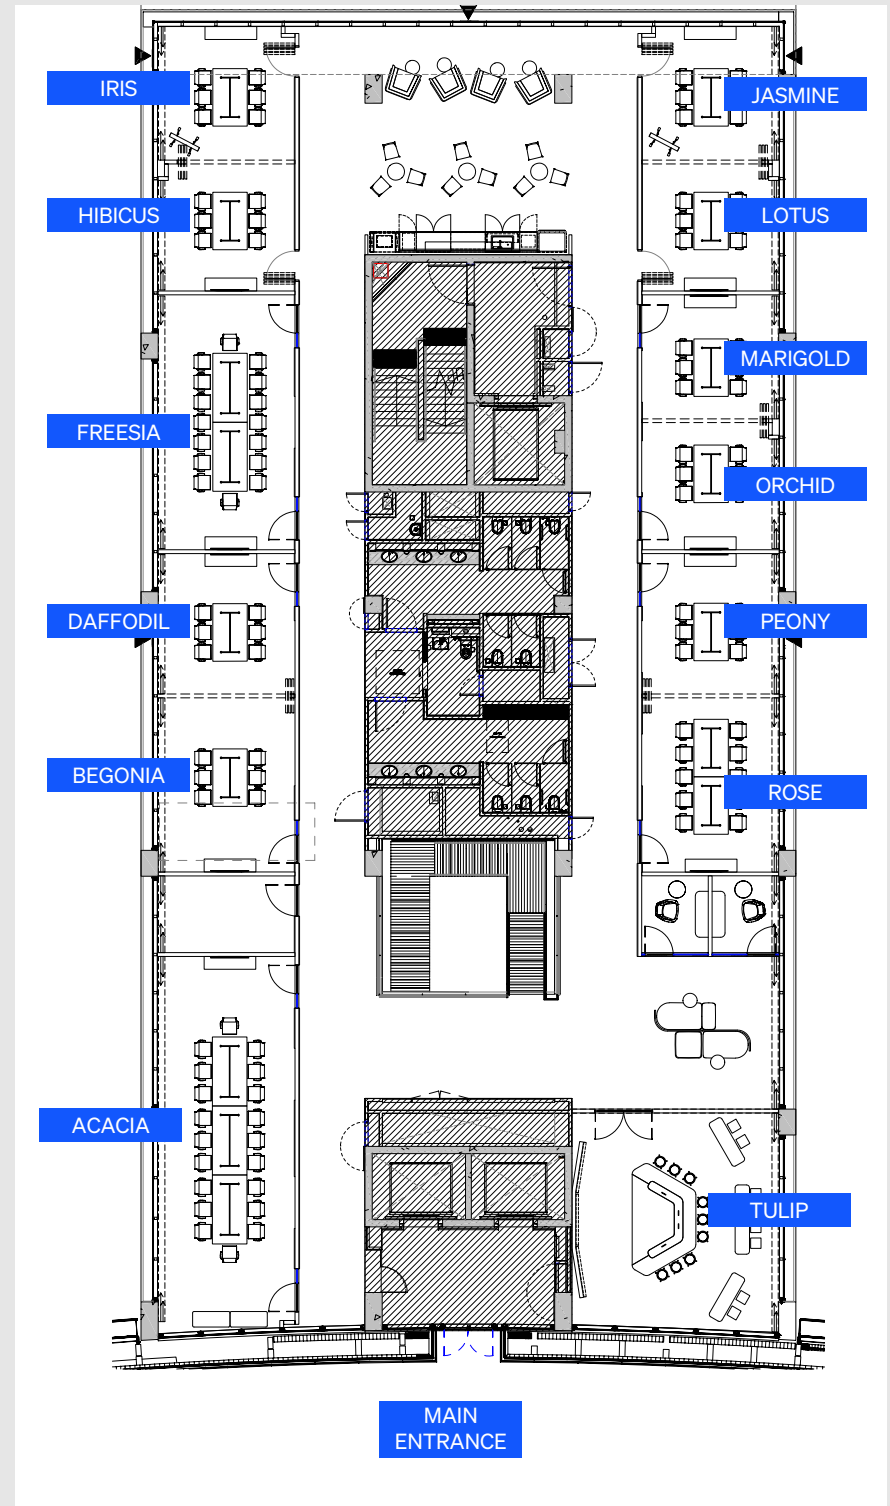 IRIS
JASMINE
HIBICUS
LOTUS
MARIGOLD
FREESIA
ORCHID
DAFFODIL
PEONY
BEGONIA
ROSE
ACACIA
TULIP
MAIN
ENTRANCE